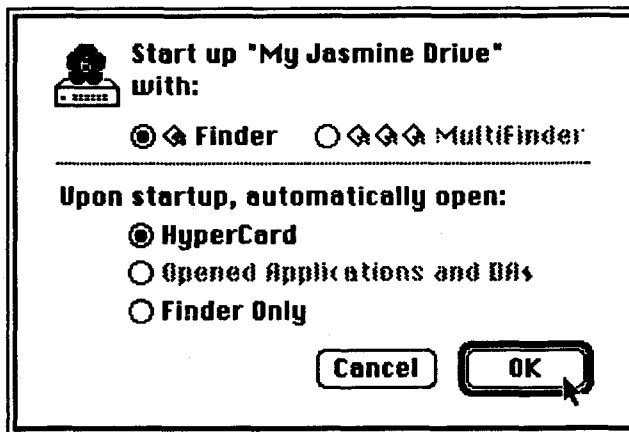 Start up "My Jasmine Drive"
with:
Finder MultiFinder
Upon startup, automatically open:
HyperCard
Opened Applications and DAs
Finder Only
Cancel OK